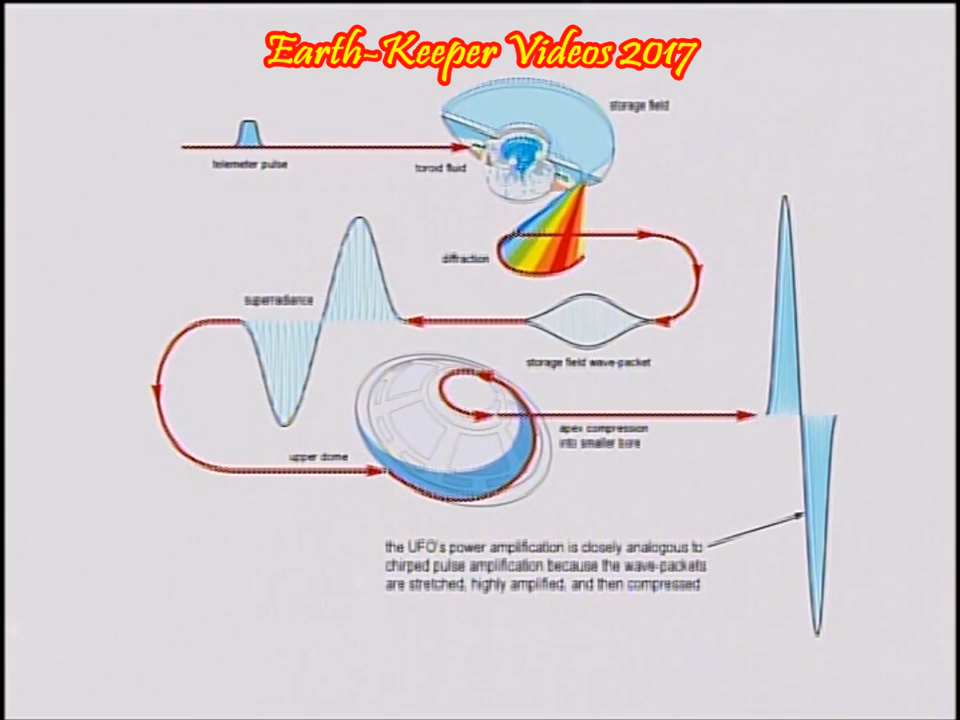 Earth-Keeper Videos 2017
storage field
telemeter pulse
toroid fluid
diffraction
superradiance
storage field wave-packet
apex compression
into smaller bore
upper dome
the UFO's power amplification is closely analogous to
chirped pulse amplification because the wave-packets
are stretched, highly amplified, and then compressed